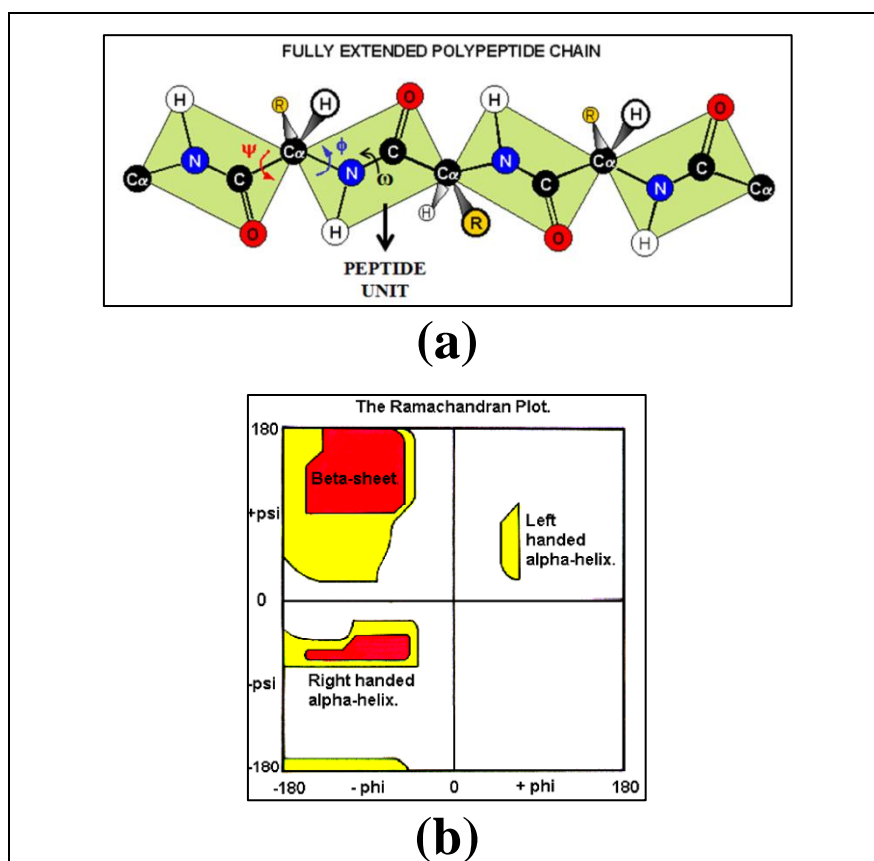 FULLY EXTENDED POLYPEPTIDE CHAIN
H R H O H R H O
Ψ Cα ϕ C N Cα
N N ω Cα N C
Cα C C N Cα
O H H R O H
PEPTIDE
UNIT
(a)
The Ramachandran Plot.
180
Beta-sheet.
+psi
Left
handed
alpha-helix.
0
Right handed
alpha-helix.
-psi
-180
-180 - phi 0 + phi 180
(b)